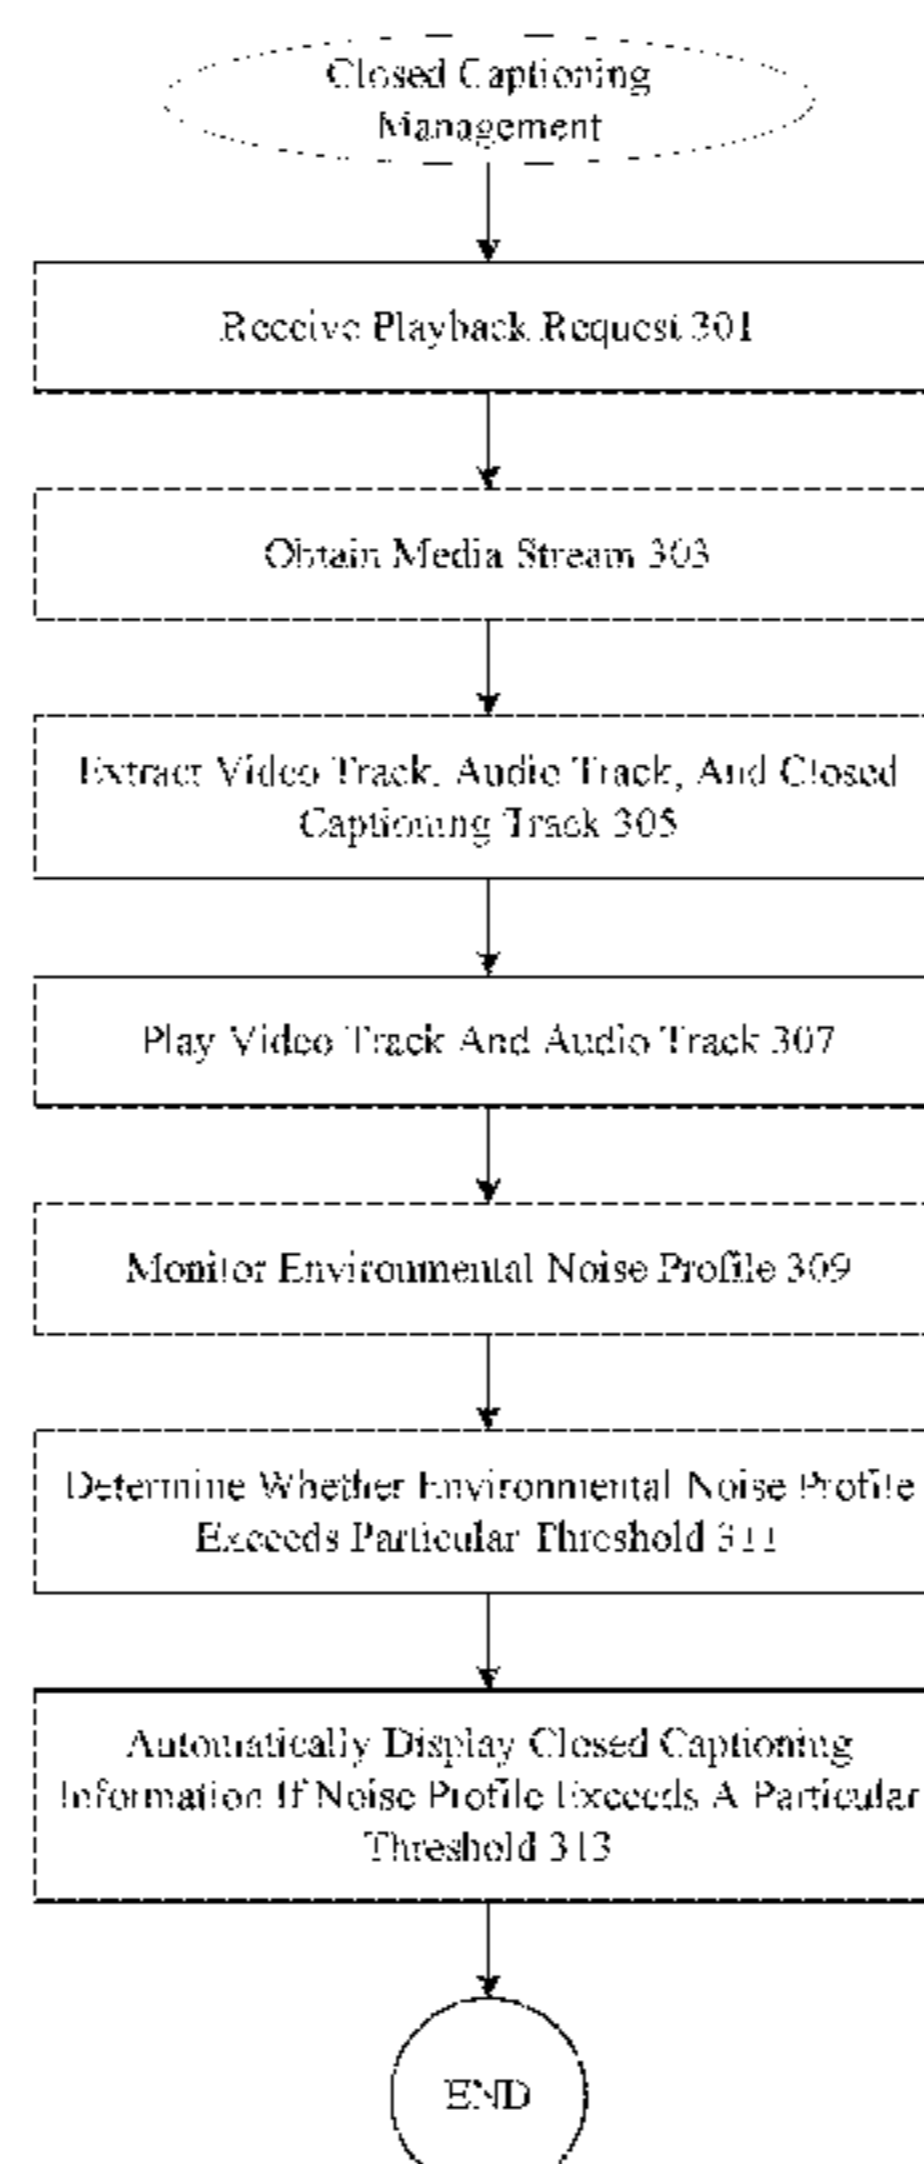 Closed Captioning
Management
Receive Playback Request 301
Obtain Media Stream 303
Extract Video Track, Audio Track, And Closed
Captioning Track 305
Play Video Track And Audio Track 307
Monitor Environmental Noise Profile 309
Determine Whether Environmental Noise Profile
Exceeds Particular Threshold 311
Automatically Display Closed Captioning
Information If Noise Profile Exceeds A Particular
Threshold 313
END